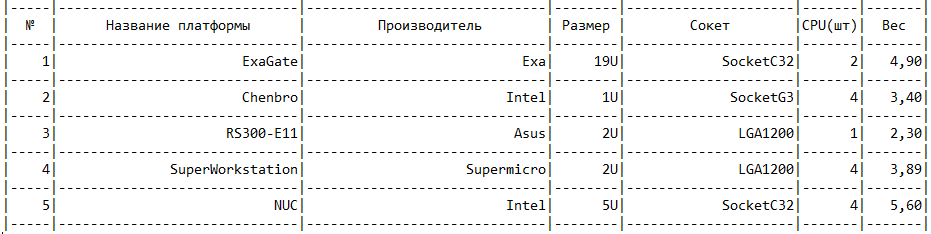 № Название платформы Производитель Размер Сокет CPU(шт) Вес
1 ExaGate Exa 19U SocketC32 2 4,90
2 Chenbro Intel 1U SocketG3 4 3,40
3 RS300-E11 Asus 2U LGA1200 1 2,30
4 SuperWorkstation Supermicro 2U LGA1200 4 3,89
5 NUC Intel 5U SocketC32 4 5,60